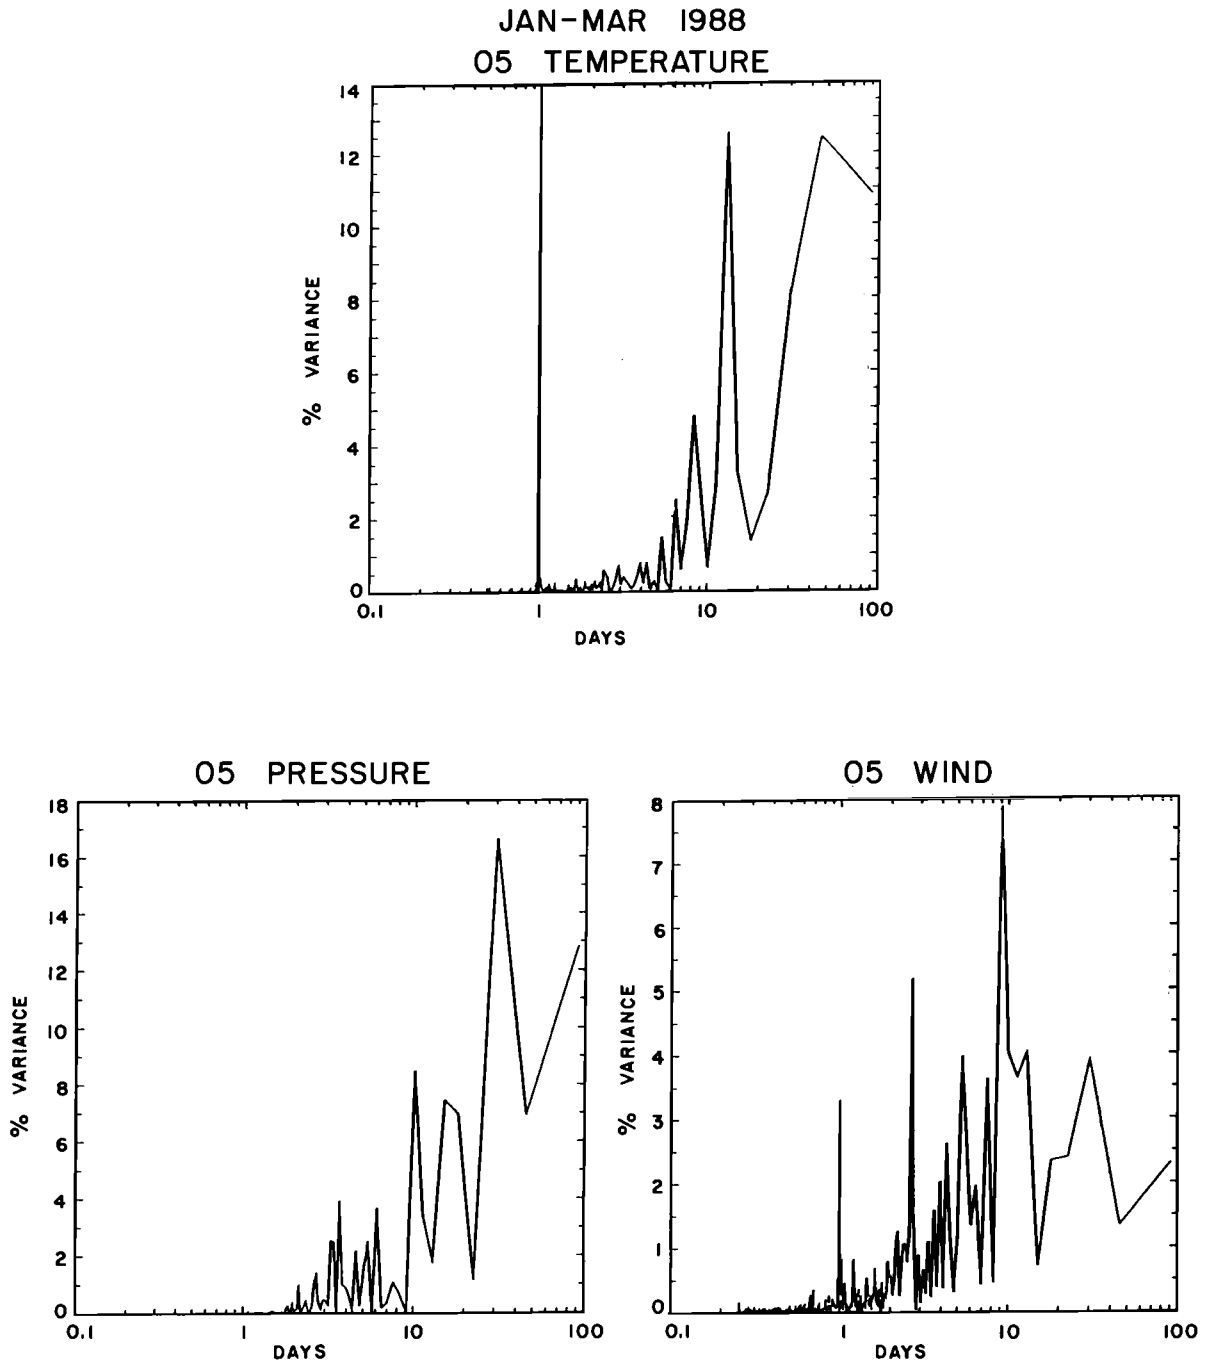 JAN-MAR 1988
05 TEMPERATURE
14
12
10
8
6
4
2
0
% VARIANCE
0.1 1 10 100
DAYS
05 PRESSURE
18
16
14
12
10
8
6
4
2
0
% VARIANCE
0.1 1 10 100
DAYS
05 WIND
8
7
6
5
4
3
2
1
0
% VARIANCE
0.1 1 10 100
DAYS